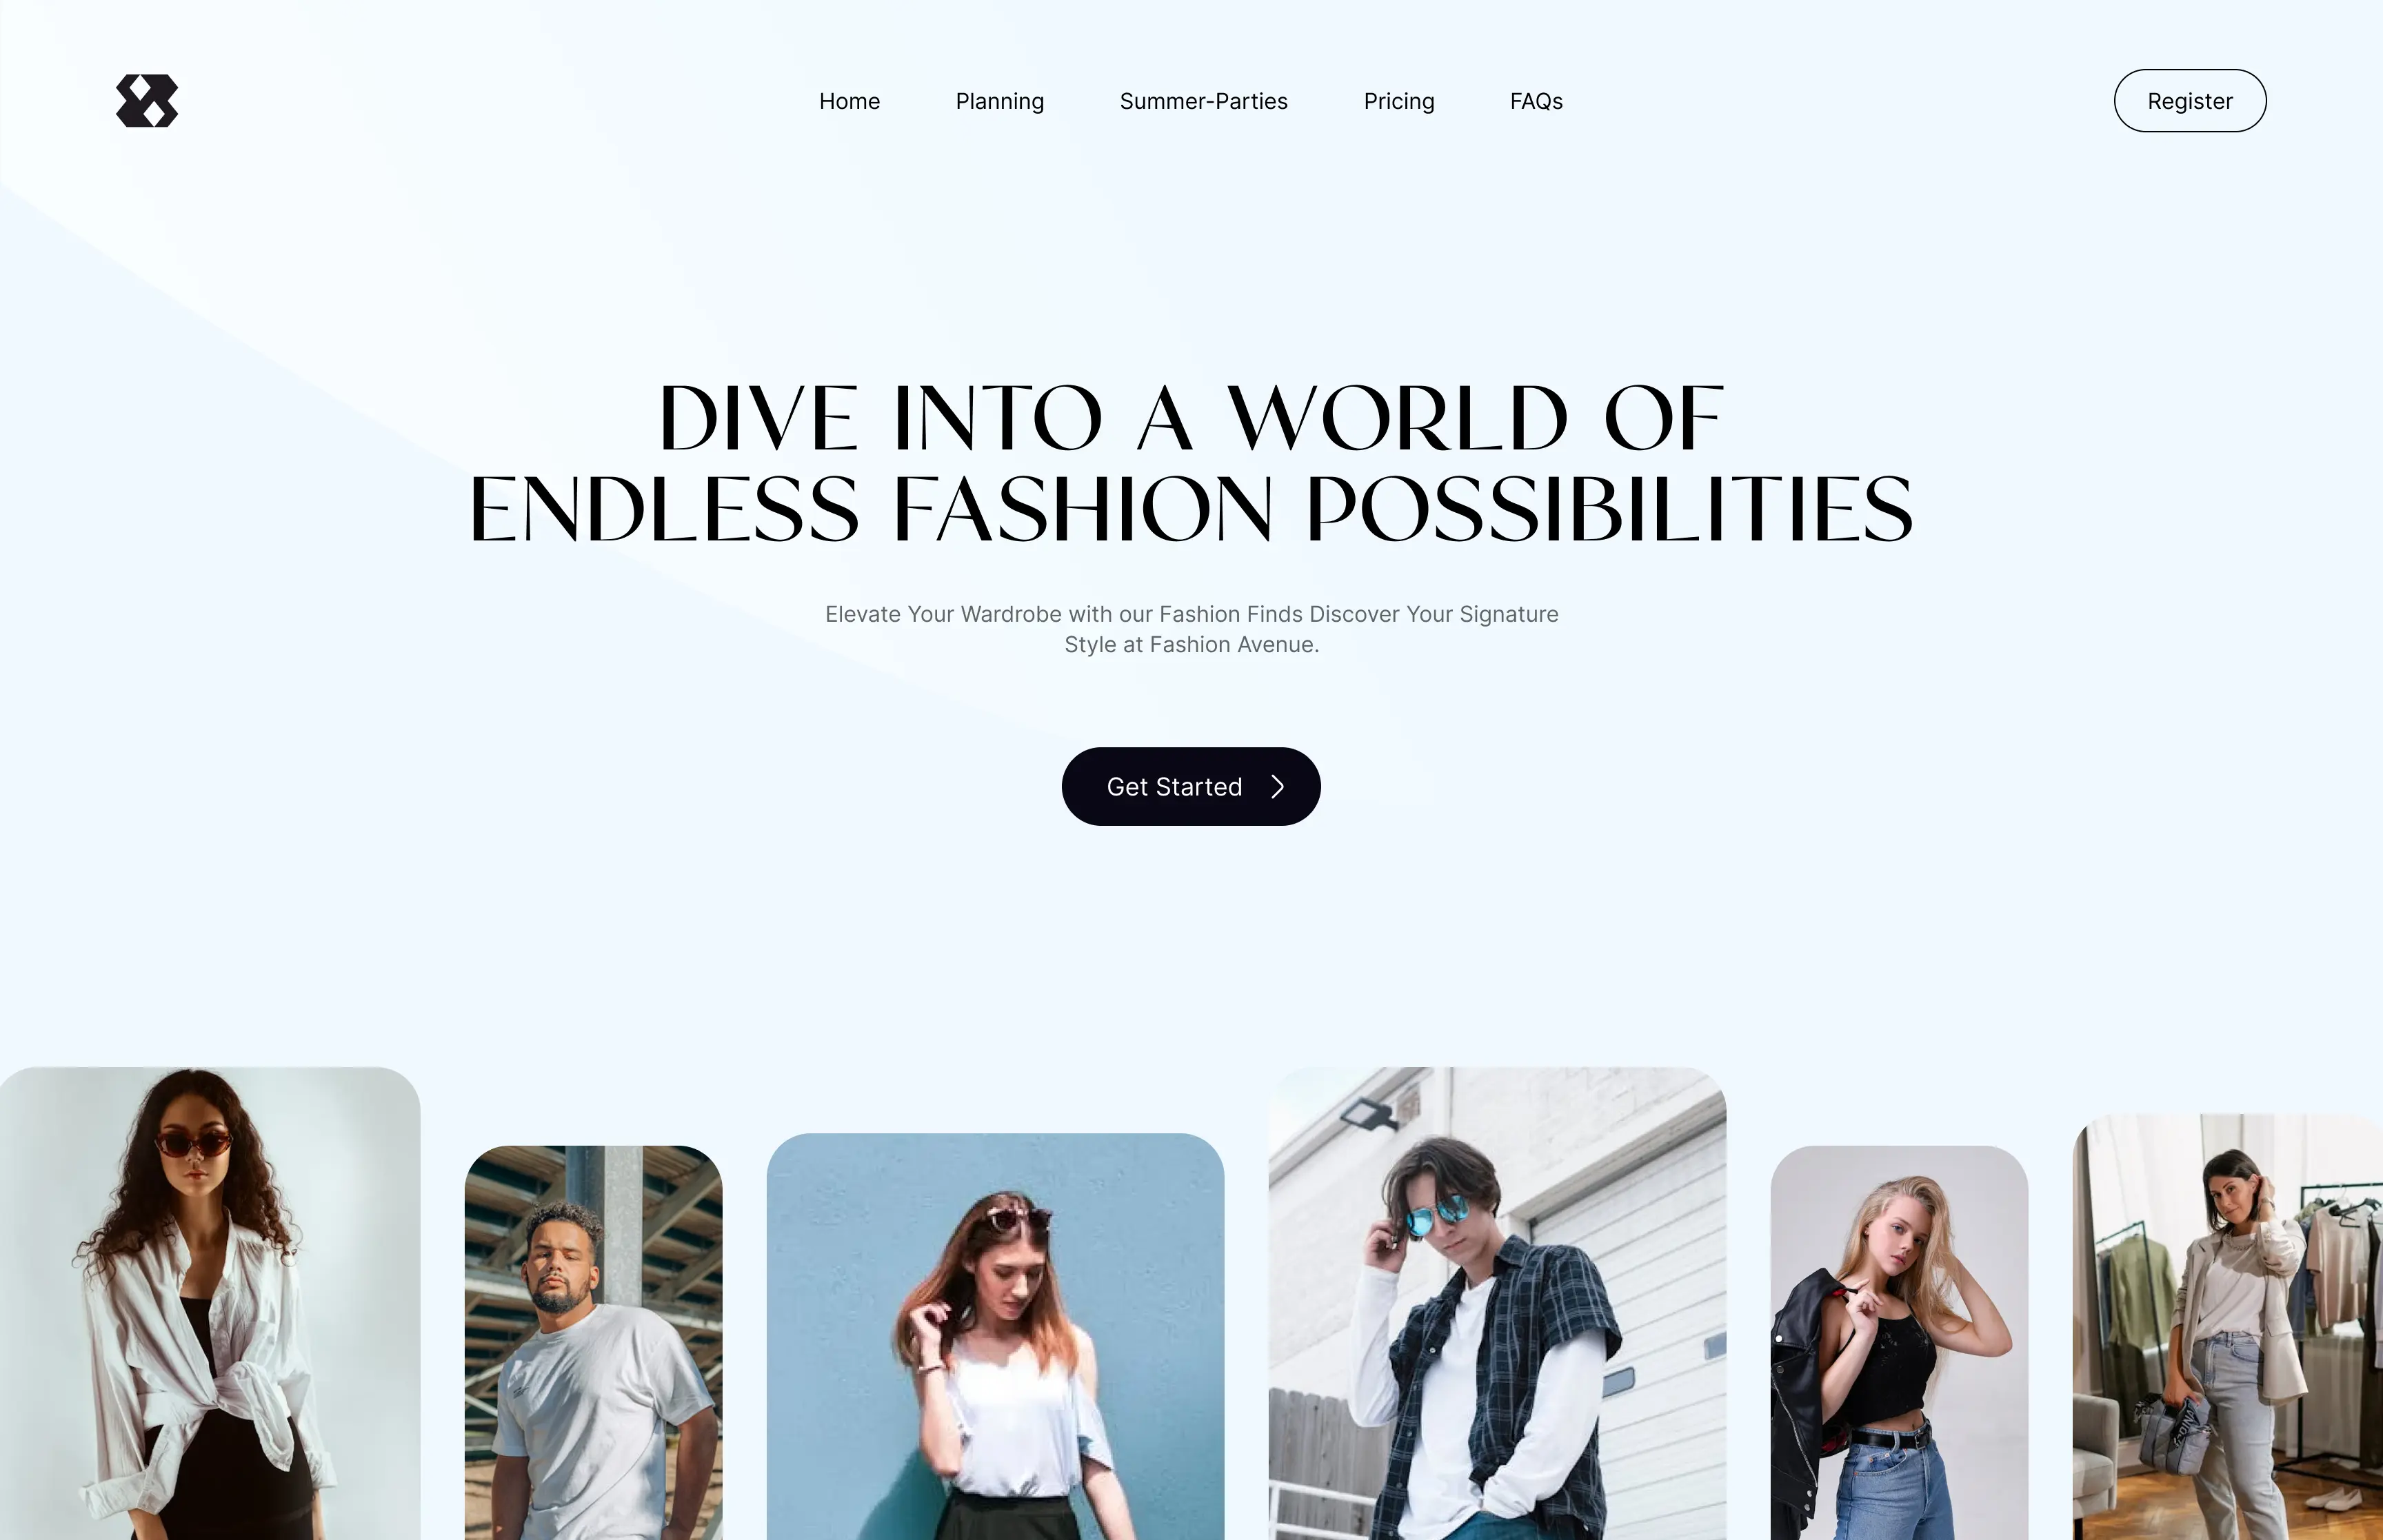 Home Planning Summer-Parties Pricing FAQs Register
DIVE INTO A WORLD OF
ENDLESS FASHION POSSIBILITIES
Elevate Your Wardrobe with our Fashion Finds Discover Your Signature
Style at Fashion Avenue.
Get Started